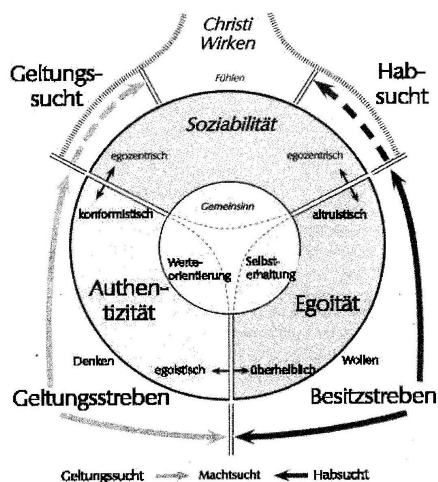 Christi
Wirken
Geltungs-
sucht
Hab-
sucht
Fühlen
Soziabilität
egozentrisch
egozentrisch
konformistisch
altruistisch
Gemeinsinn
Werte-
orientierung
Selbst-
erhaltung
Authen-
tizität
Egoität
Denken
Wollen
egoistisch
überheblich
Geltungsstreben
Besitzstreben
Geltungssucht
Machtsucht
Habsucht